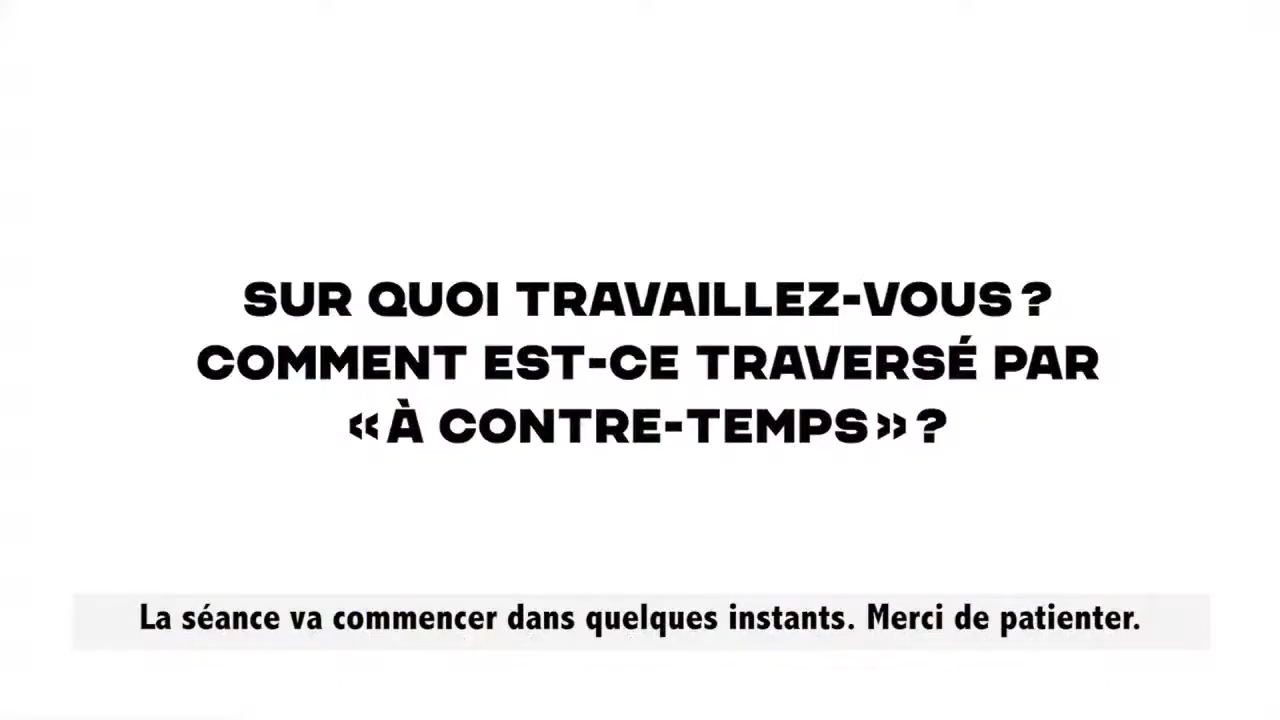 SUR QUOI TRAVAILLEZ-VOUS ?
COMMENT EST-CE TRAVERSÉ PAR
« À CONTRE-TEMPS » ?
La séance va commencer dans quelques instants. Merci de patienter.